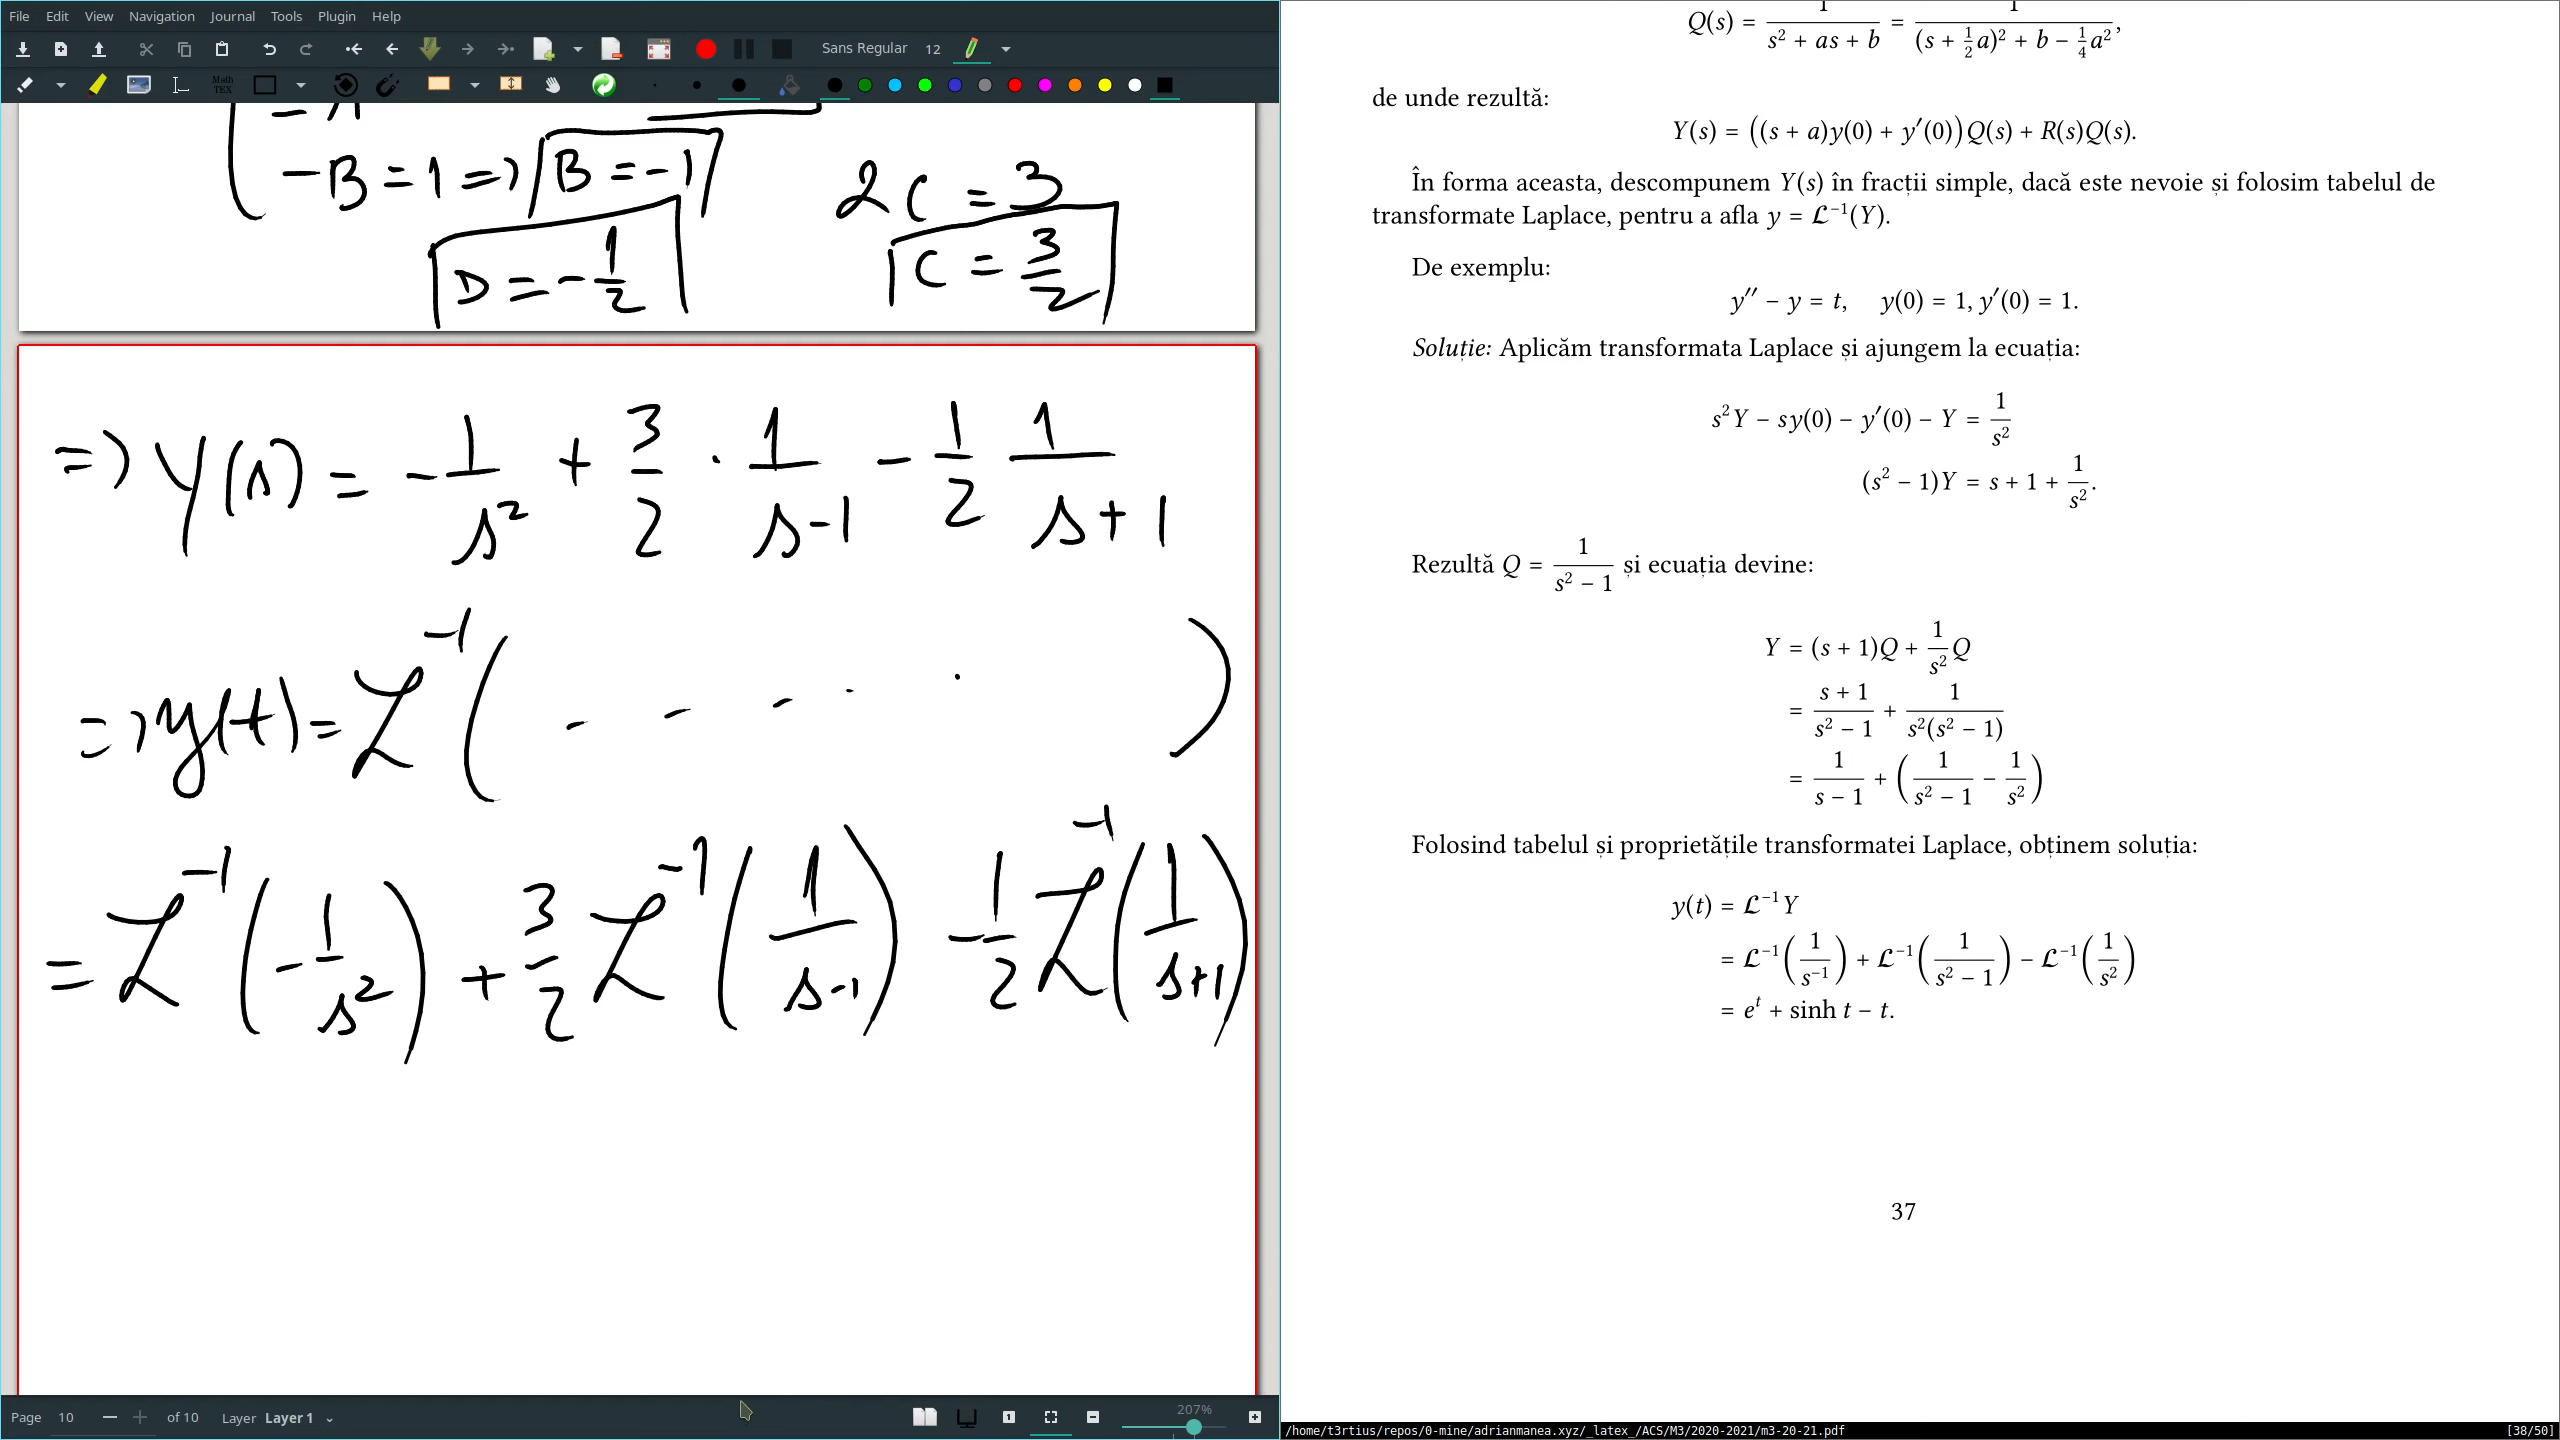 File Edit View Navigation Journal Tools Plugin Help
Sans Regular 12
Math TEX
-B = 1 => B = -1
2C = 3
D = -1/2
C = 3/2
=> Y(s) = -1/s² + 3/2 · 1/(s-1) - 1/2 1/(s+1)
=> y(t) = ℒ⁻¹( - - - . . )
= ℒ⁻¹(-1/s²) + 3/2 ℒ⁻¹(1/(s-1)) - 1/2 ℒ⁻¹(1/(s+1))
Page 10 of 10 Layer Layer 1 207%
Q(s) = 1/(s² + as + b) = 1/((s + ½a)² + b − ¼a²),
de unde rezultă:
Y(s) = ((s + a)y(0) + y′(0))Q(s) + R(s)Q(s).
În forma aceasta, descompunem Y(s) în fracții simple, dacă este nevoie și folosim tabelul de
transformate Laplace, pentru a afla y = ℒ⁻¹(Y).
De exemplu:
y″ − y = t, y(0) = 1, y′(0) = 1.
Soluție: Aplicăm transformata Laplace și ajungem la ecuația:
s²Y − sy(0) − y′(0) − Y = 1/s²
(s² − 1)Y = s + 1 + 1/s².
Rezultă Q = 1/(s² − 1) și ecuația devine:
Y = (s + 1)Q + 1/s² Q
= (s + 1)/(s² − 1) + 1/(s²(s² − 1))
= 1/(s − 1) + (1/(s² − 1) − 1/s²)
Folosind tabelul și proprietățile transformatei Laplace, obținem soluția:
y(t) = ℒ⁻¹Y
= ℒ⁻¹(1/s⁻¹) + ℒ⁻¹(1/(s² − 1)) − ℒ⁻¹(1/s²)
= eᵗ + sinh t − t.
37
/home/t3rtius/repos/0-mine/adrianmanea.xyz/_latex_/ACS/M3/2020-2021/m3-20-21.pdf [38/50]